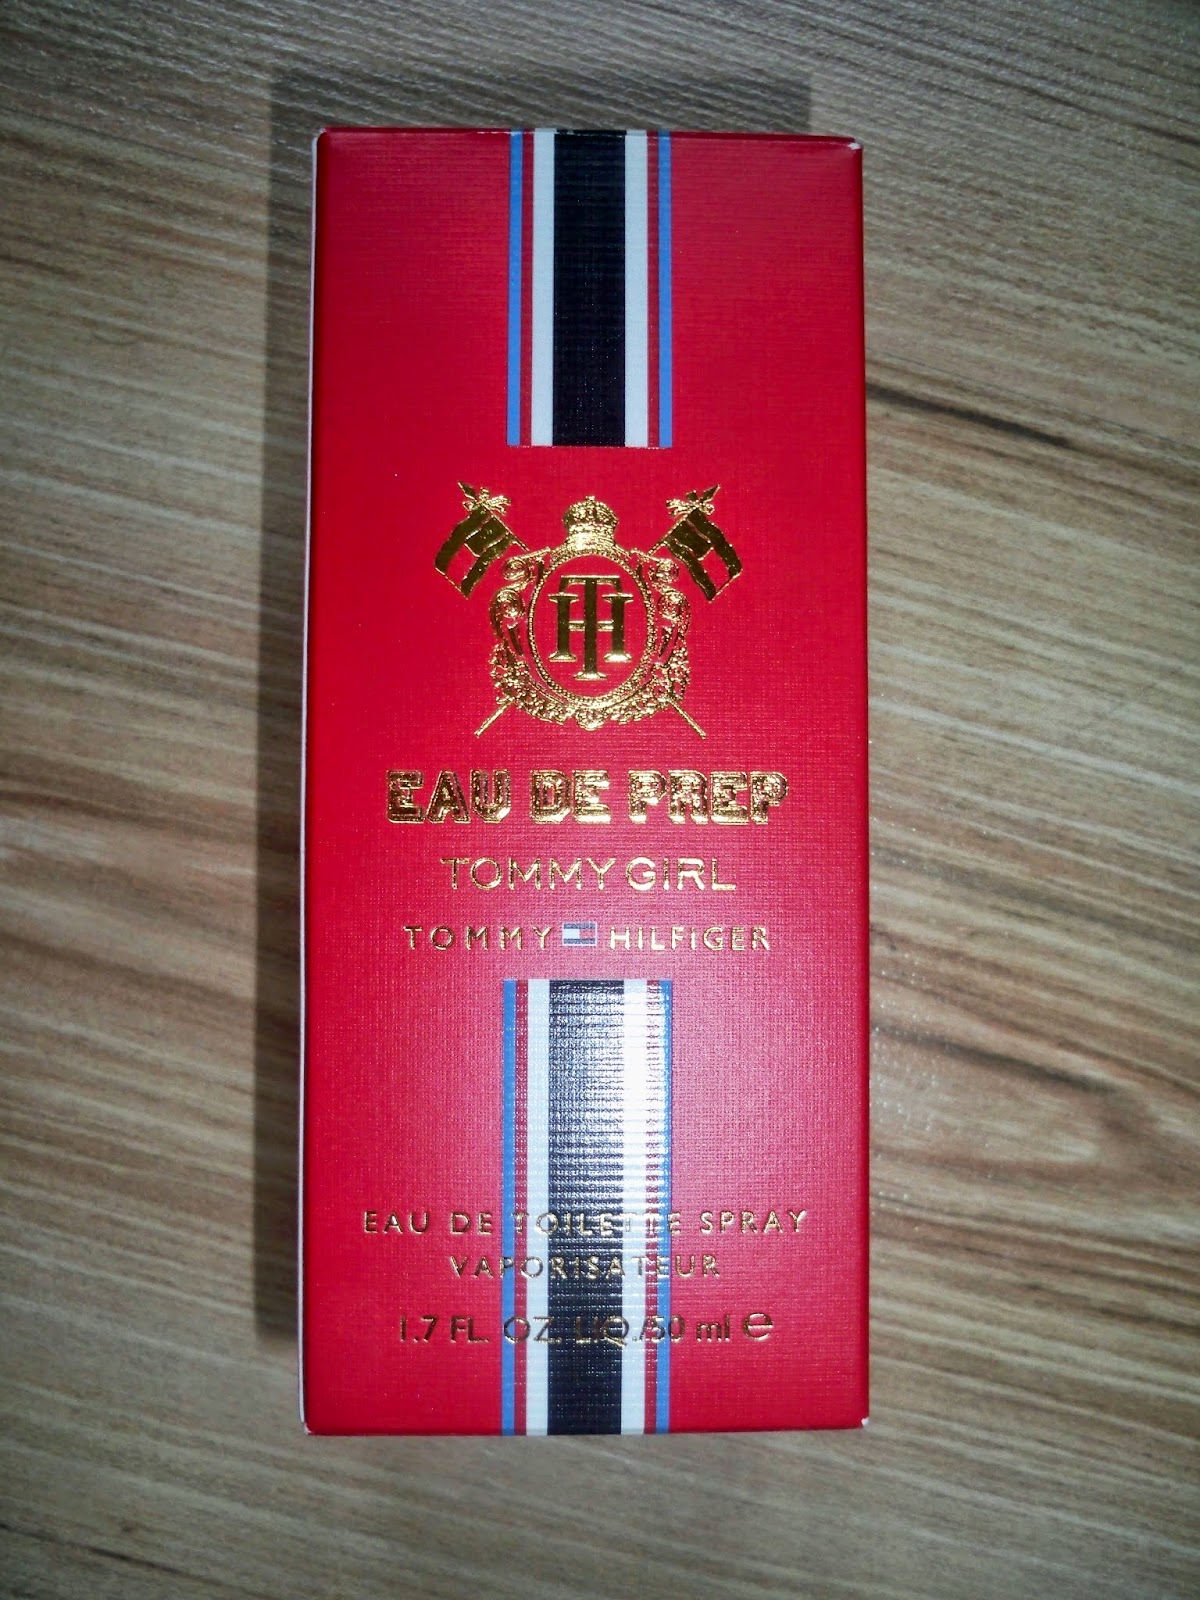 TH
EAU DE PREP
TOMMY GIRL
TOMMY HILFIGER
EAU DE TOILETTE SPRAY
VAPORISATEUR
1.7 FL. OZ. LIQ./50 ml ℮